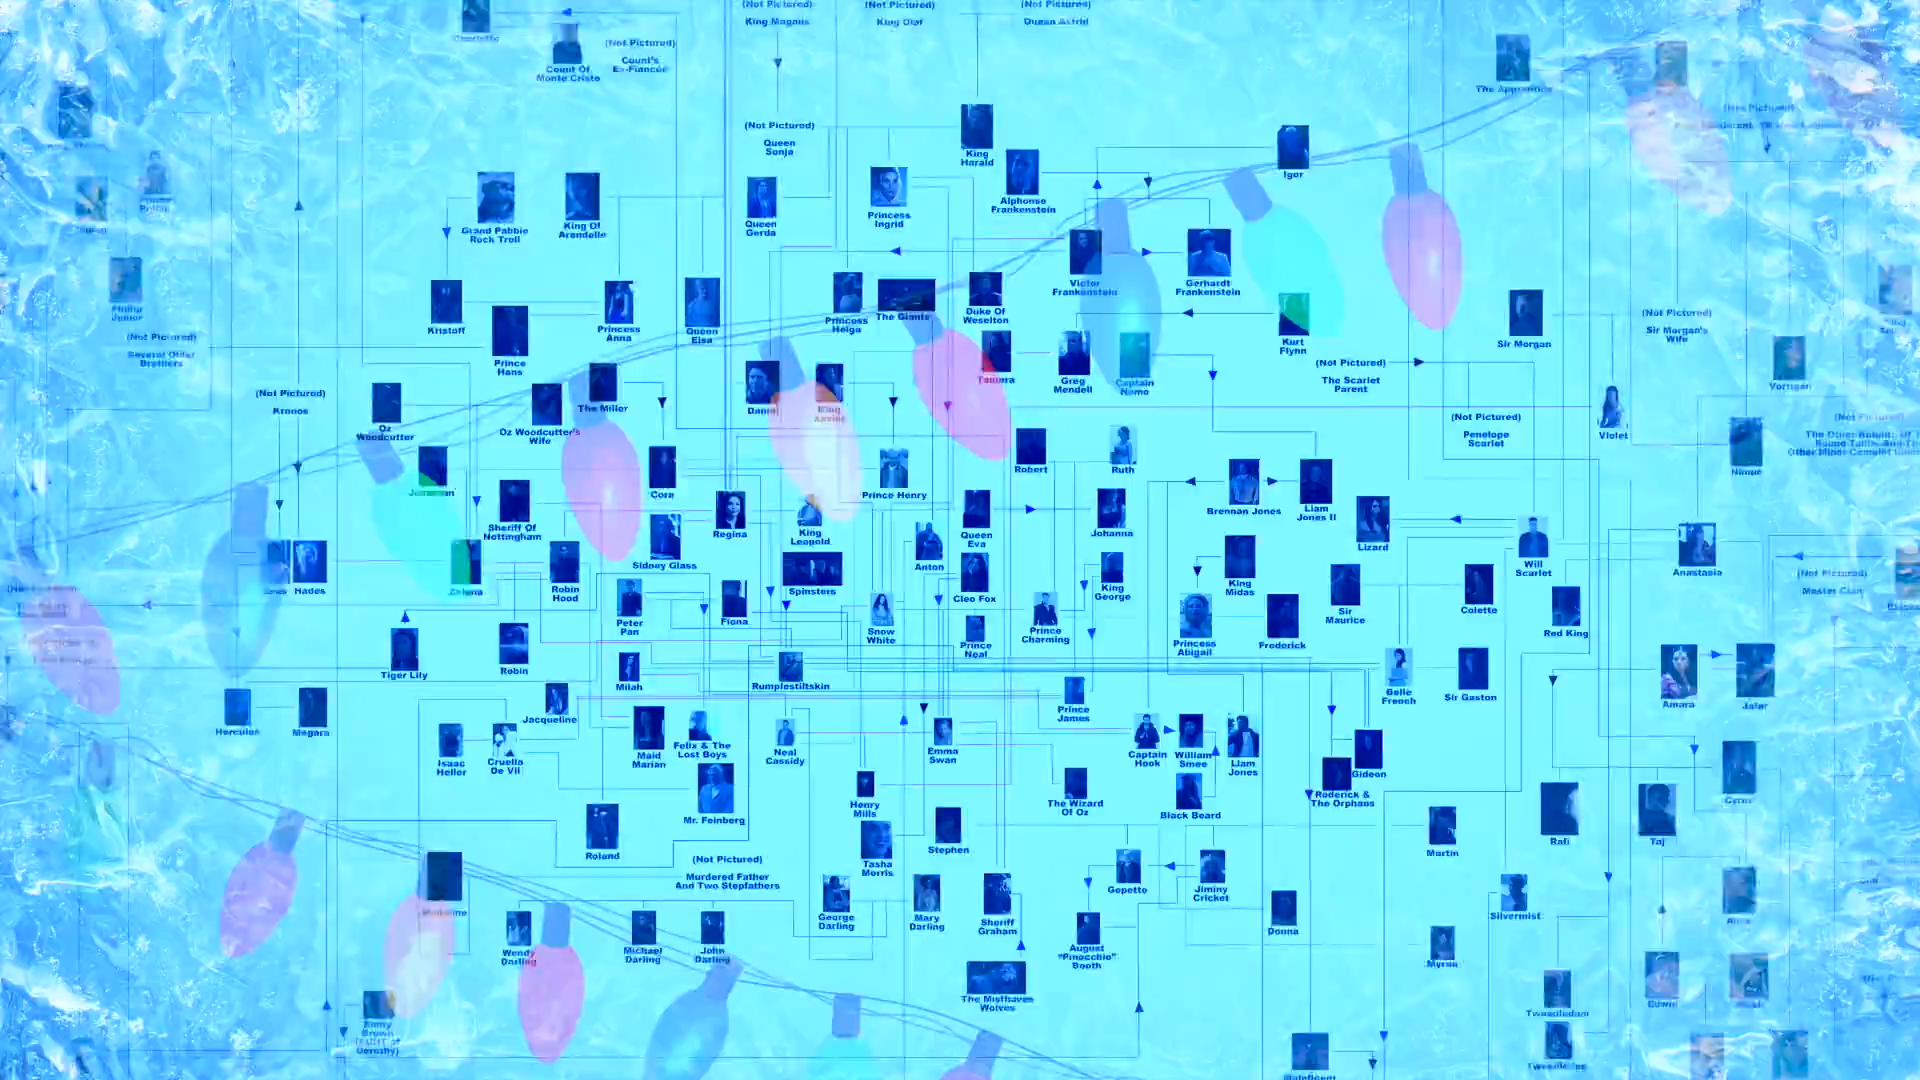 (Not Pictured)
King Magnus
(Not Pictured)
King Olaf
(Not Pictured)
Queen Astrid
Count Of
Monte Cristo
(Not Pictured)
Count's
Ex-Fiancée
The Apprentice
(Not Pictured)
Queen
Sonja
King
Harald
Igor
Alphonse
Frankenstein
Grand Pabbie
Rock Troll
King Of
Arendelle
Queen
Gerda
Princess
Ingrid
Victor
Frankenstein
Gerhardt
Frankenstein
Kristoff
Princess
Anna
Queen
Elsa
Princess
Helga
The Giants
Duke Of
Weselton
Kurt
Flynn
Sir Morgan
(Not Pictured)
Sir Morgan's
Wife
Phillip
Junior
(Not Pictured)
Several Older
Brothers
Prince
Hans
Tamara
Greg
Mendell
Captain
Nemo
(Not Pictured)
The Scarlet
Parent
(Not Pictured)
Kronos
Oz
Woodcutter
Oz Woodcutter's
Wife
The Miller
Daniel
King
Xavier
(Not Pictured)
Penelope
Scarlet
Violet
Vortigan
Nimue
Robert
Ruth
Cora
Prince Henry
Sheriff Of
Nottingham
Regina
King
Leopold
Queen
Eva
Johanna
Brennan Jones
Liam
Jones II
Lizard
Will
Scarlet
Anastasia
Hades
Zelena
Robin
Hood
Sidney Glass
Spinsters
Anton
Cleo Fox
King
George
King
Midas
Sir
Maurice
Colette
Red King
(Not Pictured)
Peter
Pan
Fiona
Snow
White
Prince
Neal
Prince
Charming
Princess
Abigail
Frederick
Tiger Lily
Robin
Milah
Rumplestiltskin
Belle
French
Sir Gaston
Amara
Jafar
Hercules
Megara
Jacqueline
Prince
James
Isaac
Heller
Cruella
De Vil
Maid
Marian
Felix & The
Lost Boys
Neal
Cassidy
Emma
Swan
Captain
Hook
William
Smee
Liam
Jones
Gideon
Roderick &
The Orphans
Cyrus
Mr. Feinberg
Henry
Mills
The Wizard
Of Oz
Black Beard
Roland
Tasha
Morris
Stephen
Martin
Rafi
Taj
(Not Pictured)
Murdered Father
And Two Stepfathers
Gepetto
Jiminy
Cricket
Madeline
George
Darling
Mary
Darling
Sheriff
Graham
Donna
Silvermist
Alice
Wendy
Darling
Michael
Darling
John
Darling
August
"Pinocchio"
Booth
Myrna
The Misthaven
Wolves
Edwin
Tweedledum
Tweedledee
Maleficent